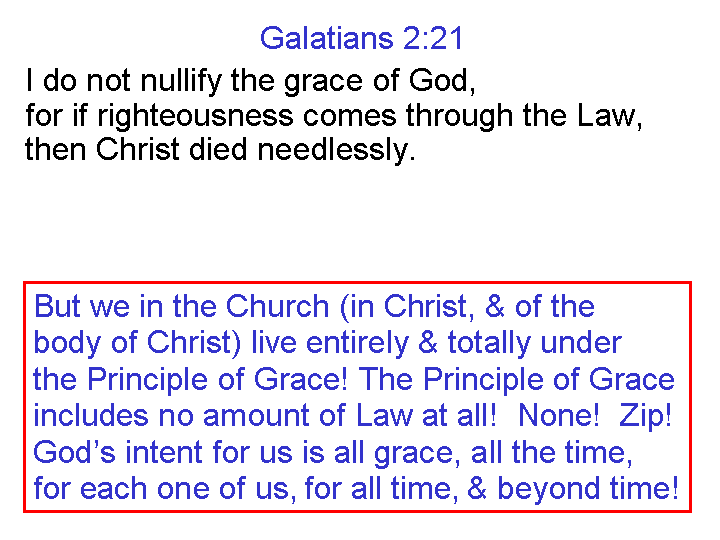 Galatians 2:21
I do not nullify the grace of God,
for if righteousness comes through the Law,
then Christ died needlessly.
But we in the Church (in Christ, & of the
body of Christ) live entirely & totally under
the Principle of Grace! The Principle of Grace
includes no amount of Law at all!  None!  Zip!
God’s intent for us is all grace, all the time,
for each one of us, for all time, & beyond time!